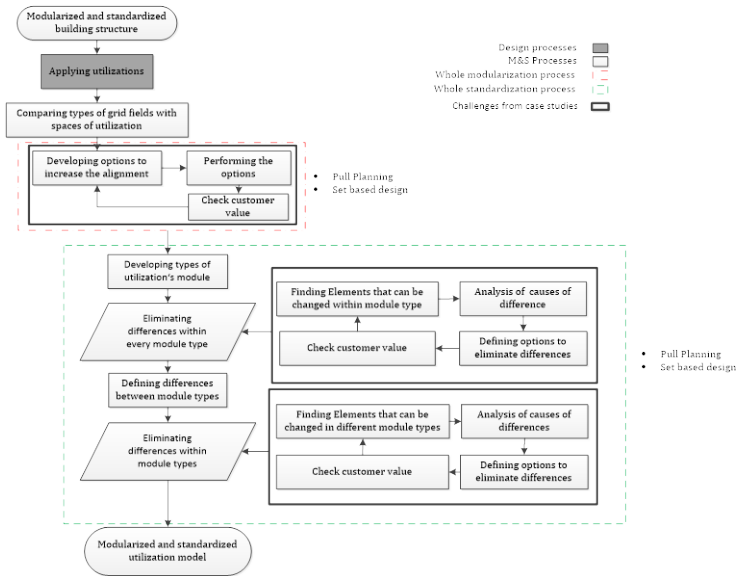 Modularized and standardized
building structure
Applying utilizations
Comparing types of grid fields with
spaces of utilization
Design processes
M&S Processes
Whole modularization process
Whole standardization process
Challenges from case studies
Developing options to
increase the alignment
Performing the
options
Check customer
value
• Pull Planning
• Set based design
Developing types of
utilization's module
Eliminating
differences within
every module type
Defining differences
between module types
Eliminating
differences within
module types
Finding Elements that can be
changed within module type
Analysis of causes of
difference
Check customer value
Defining options to
eliminate differences
Finding Elements that can be
changed in different module types
Analysis of causes of
differences
Check customer value
Defining options to
eliminate differences
• Pull Planning
• Set based design
Modularized and standardized
utilization model